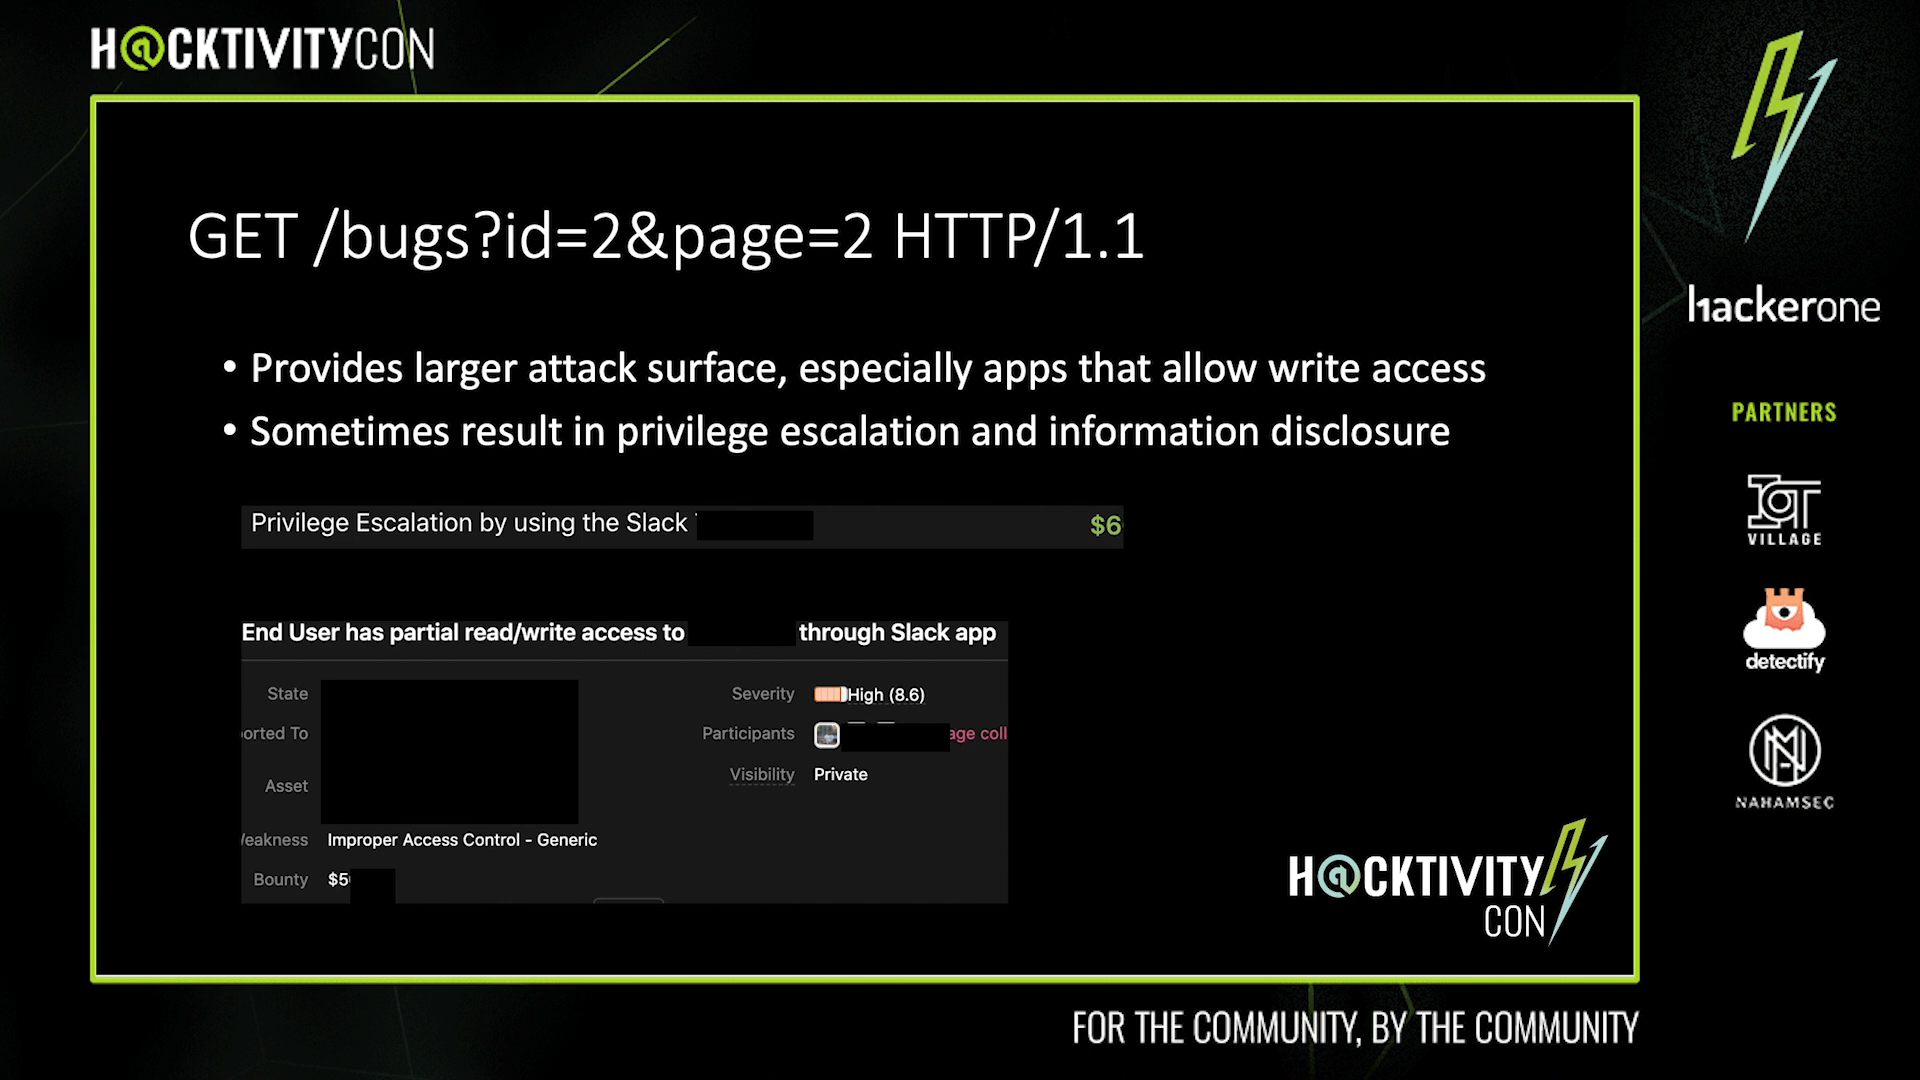 H@CKTIVITYCON
GET /bugs?id=2&page=2 HTTP/1.1
• Provides larger attack surface, especially apps that allow write access
• Sometimes result in privilege escalation and information disclosure
Privilege Escalation by using the Slack
$6
End User has partial read/write access to through Slack app
State
Severity High (8.6)
orted To
Participants age coll
Asset
Visibility Private
Weakness Improper Access Control - Generic
Bounty $5
H@CKTIVITY
CON
hackerone
PARTNERS
IOT
VILLAGE
detectify
NAHAMSEC
FOR THE COMMUNITY, BY THE COMMUNITY